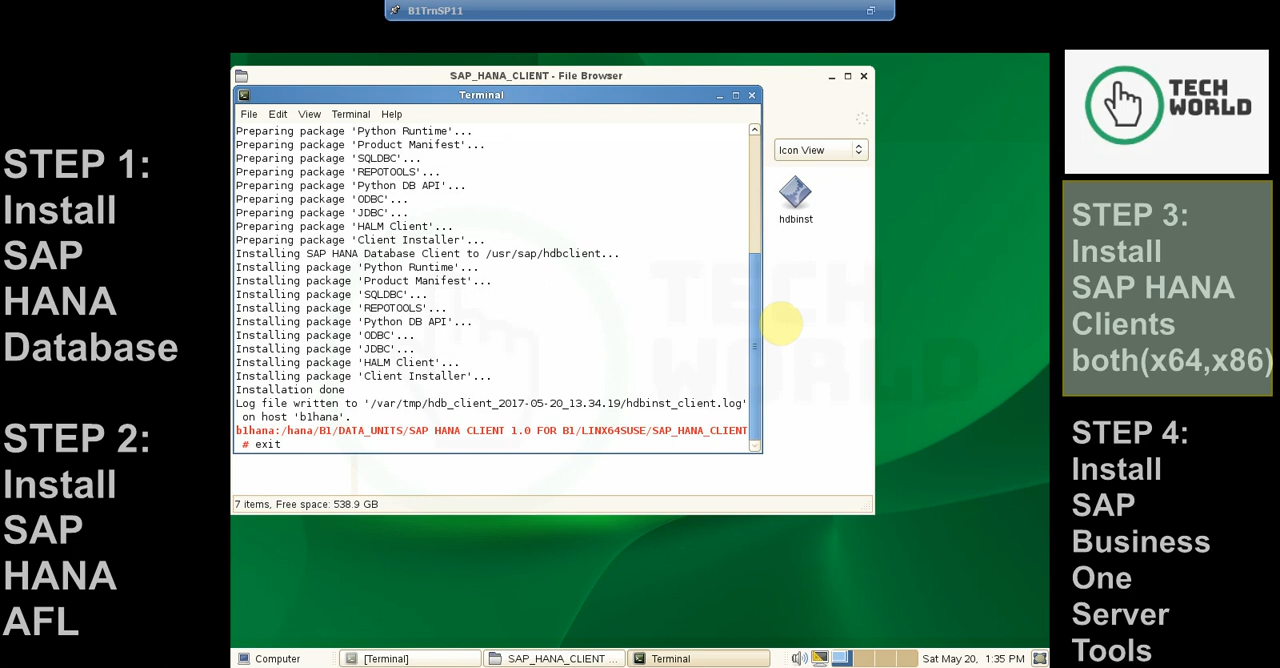 B1TrnSP11
STEP 1:
Install
SAP
HANA
Database
STEP 2:
Install
SAP
HANA
AFL
SAP_HANA_CLIENT - File Browser
Terminal
File Edit View Terminal Help
Preparing package 'Python Runtime'...
Preparing package 'Product Manifest'...
Preparing package 'SQLDBC'...
Preparing package 'REPOTOOLS'...
Preparing package 'Python DB API'...
Preparing package 'ODBC'...
Preparing package 'JDBC'...
Preparing package 'HALM Client'...
Preparing package 'Client Installer'...
Installing SAP HANA Database Client to /usr/sap/hdbclient...
Installing package 'Python Runtime'...
Installing package 'Product Manifest'...
Installing package 'SQLDBC'...
Installing package 'REPOTOOLS'...
Installing package 'Python DB API'...
Installing package 'ODBC'...
Installing package 'JDBC'...
Installing package 'HALM Client'...
Installing package 'Client Installer'...
Installation done
Log file written to '/var/tmp/hdb_client_2017-05-20_13.34.19/hdbinst_client.log'
on host 'b1hana'.
b1hana:/hana/B1/DATA_UNITS/SAP HANA CLIENT 1.0 FOR B1/LINX64SUSE/SAP_HANA_CLIENT
# exit
Icon View
hdbinst
TECH
WORLD
7 items, Free space: 538.9 GB
Computer
[Terminal]
SAP_HANA_CLIENT ...
Terminal
Sat May 20, 1:35 PM
TECH
WORLD
STEP 3:
Install
SAP HANA
Clients
both(x64,x86)
STEP 4:
Install
SAP
Business
One
Server
Tools